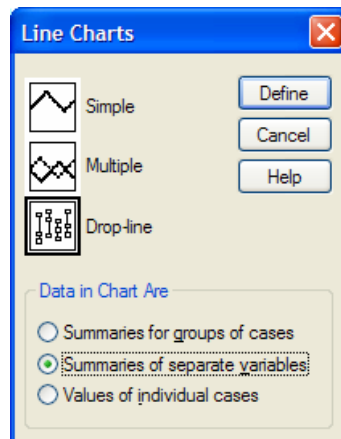 Line Charts
Simple
Define
Cancel
Multiple
Help
Drop-line
Data in Chart Are
Summaries for groups of cases
Summaries of separate variables
Values of individual cases